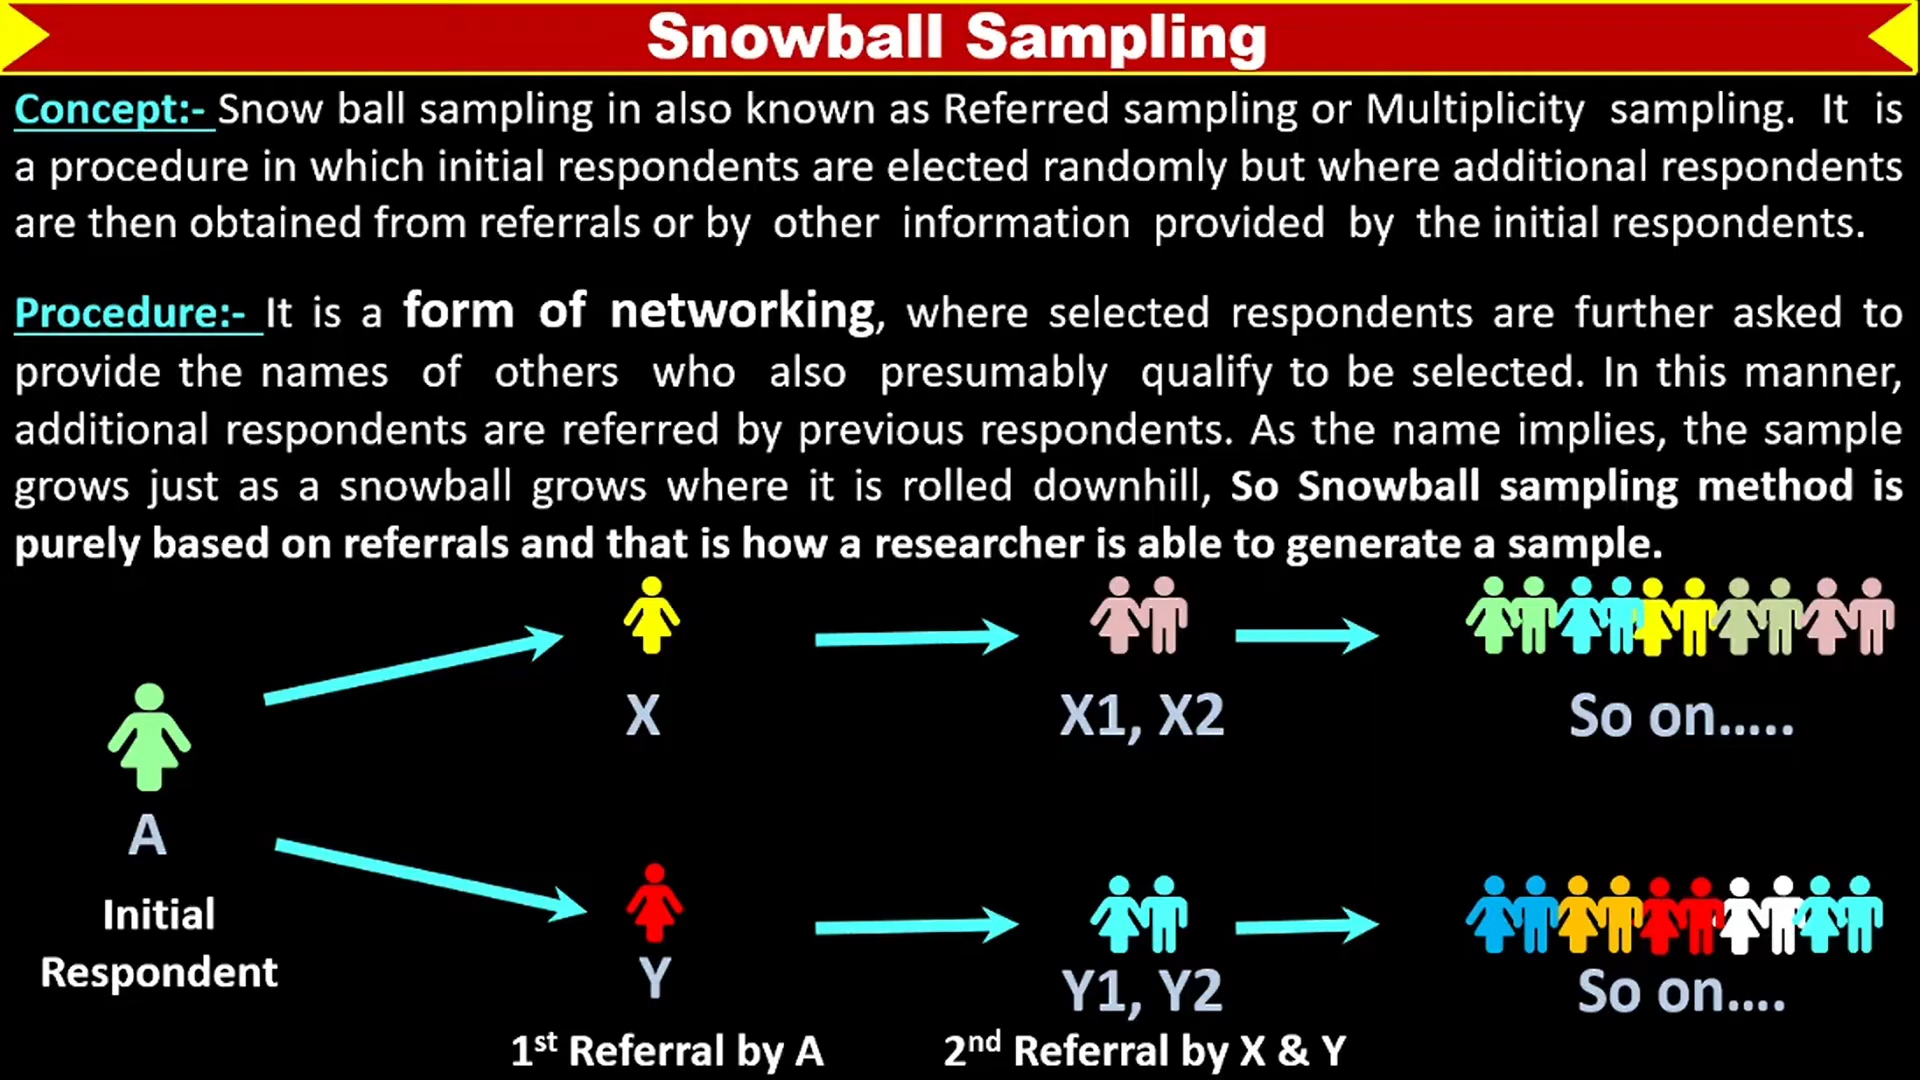 Snowball Sampling
Concept:- Snow ball sampling in also known as Referred sampling or Multiplicity sampling. It is
a procedure in which initial respondents are elected randomly but where additional respondents
are then obtained from referrals or by other information provided by the initial respondents.
Procedure:- It is a form of networking, where selected respondents are further asked to
provide the names of others who also presumably qualify to be selected. In this manner,
additional respondents are referred by previous respondents. As the name implies, the sample
grows just as a snowball grows where it is rolled downhill, So Snowball sampling method is
purely based on referrals and that is how a researcher is able to generate a sample.
X
X1, X2
So on.....
A
Initial
Respondent
Y
Y1, Y2
So on....
1st Referral by A
2nd Referral by X & Y